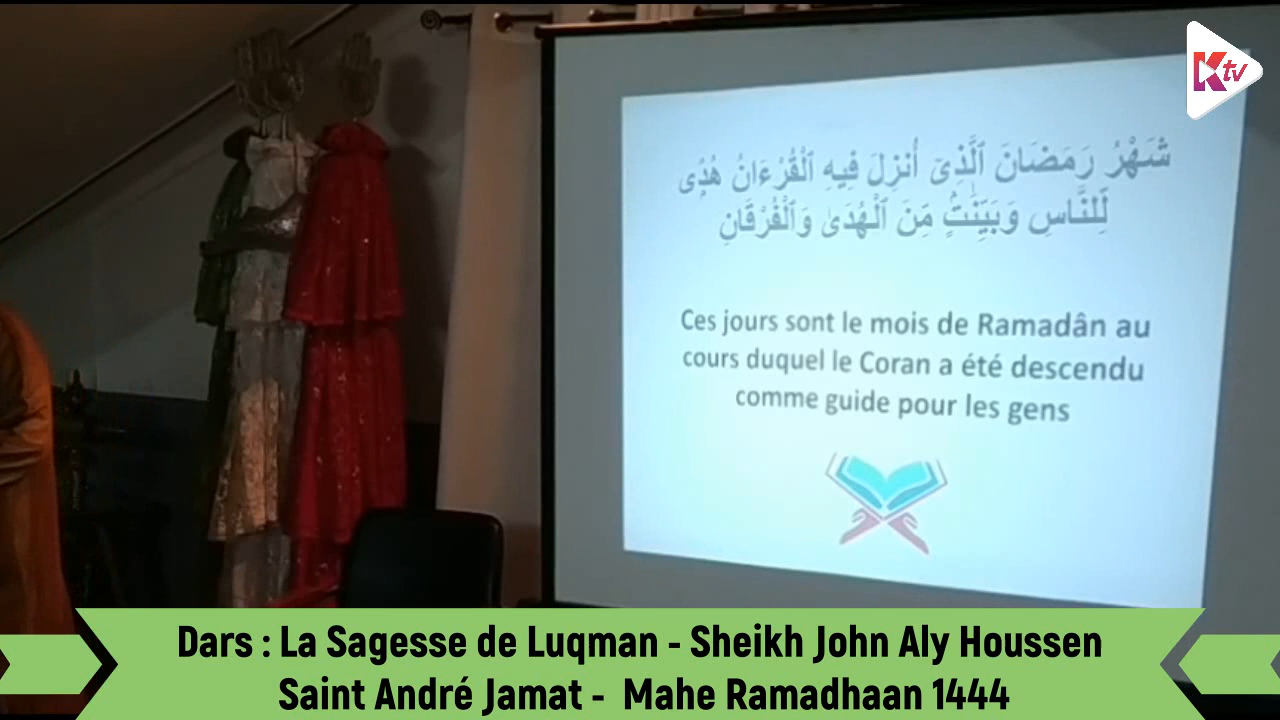 Ktv
شَهْرُ رَمَضَانَ ٱلَّذِىٓ أُنزِلَ فِيهِ ٱلْقُرْءَانُ هُدًۭى
لِّلنَّاسِ وَبَيِّنَٰتٍۢ مِّنَ ٱلْهُدَىٰ وَٱلْفُرْقَانِ
Ces jours sont le mois de Ramadân au
cours duquel le Coran a été descendu
comme guide pour les gens
Dars : La Sagesse de Luqman - Sheikh John Aly Houssen
Saint André Jamat - Mahe Ramadhaan 1444